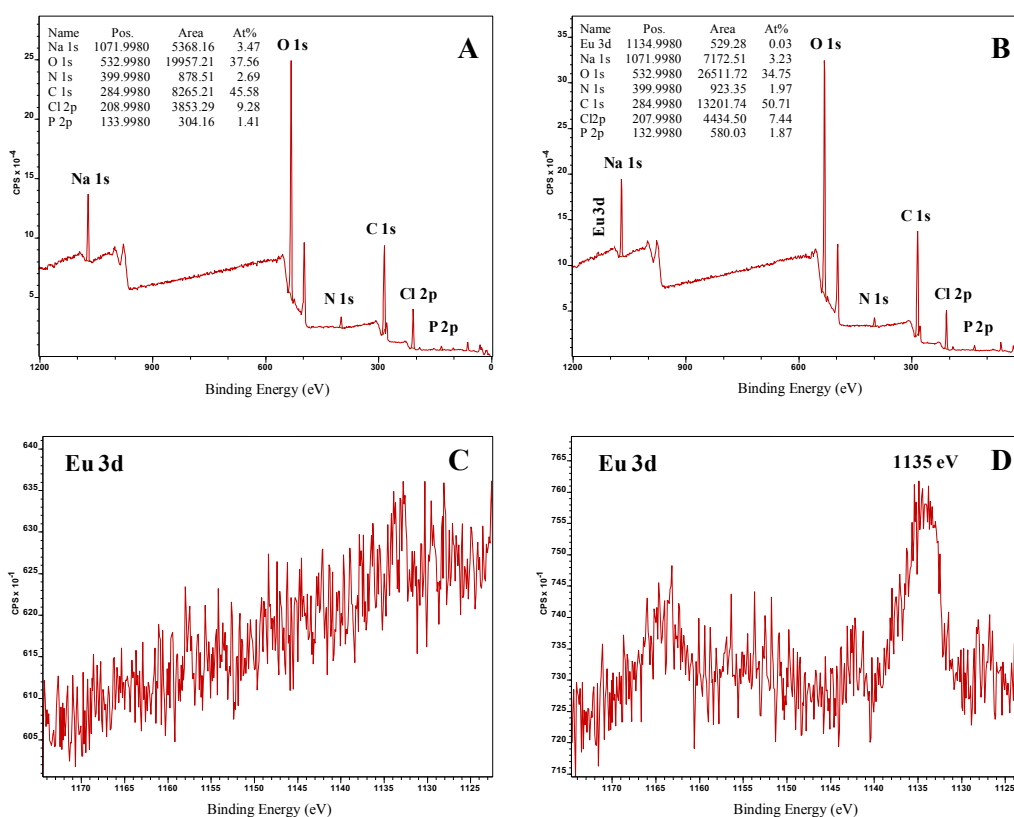 A
Name Pos. Area At%
Na 1s 1071.9980 5368.16 3.47
O 1s 532.9980 19957.21 37.56
N 1s 399.9980 878.51 2.69
C 1s 284.9980 8265.21 45.58
Cl 2p 208.9980 3853.29 9.28
P 2p 133.9980 304.16 1.41
O 1s
Na 1s
C 1s
N 1s
Cl 2p
P 2p
CPS x 10⁻⁴
25
20
15
10
5
1200 900 600 300 0
Binding Energy (eV)
B
Name Pos. Area At%
Eu 3d 1134.9980 529.28 0.03
Na 1s 1071.9980 7172.51 3.23
O 1s 532.9980 26511.72 34.75
N 1s 399.9980 923.35 1.97
C 1s 284.9980 13201.74 50.71
Cl2p 207.9980 4434.50 7.44
P 2p 132.9980 580.03 1.87
O 1s
Na 1s
Eu 3d
C 1s
N 1s
Cl 2p
P 2p
CPS x 10⁻⁴
35
30
25
20
15
10
5
1200 900 600 300
Binding Energy (eV)
Eu 3d
C
CPS x 10⁻¹
640
635
630
625
620
615
610
605
1170 1165 1160 1155 1150 1145 1140 1135 1130 1125
Binding Energy (eV)
Eu 3d
1135 eV
D
CPS x 10⁻¹
765
760
755
750
745
740
735
730
725
720
715
1170 1165 1160 1155 1150 1145 1140 1135 1130 1125
Binding Energy (eV)